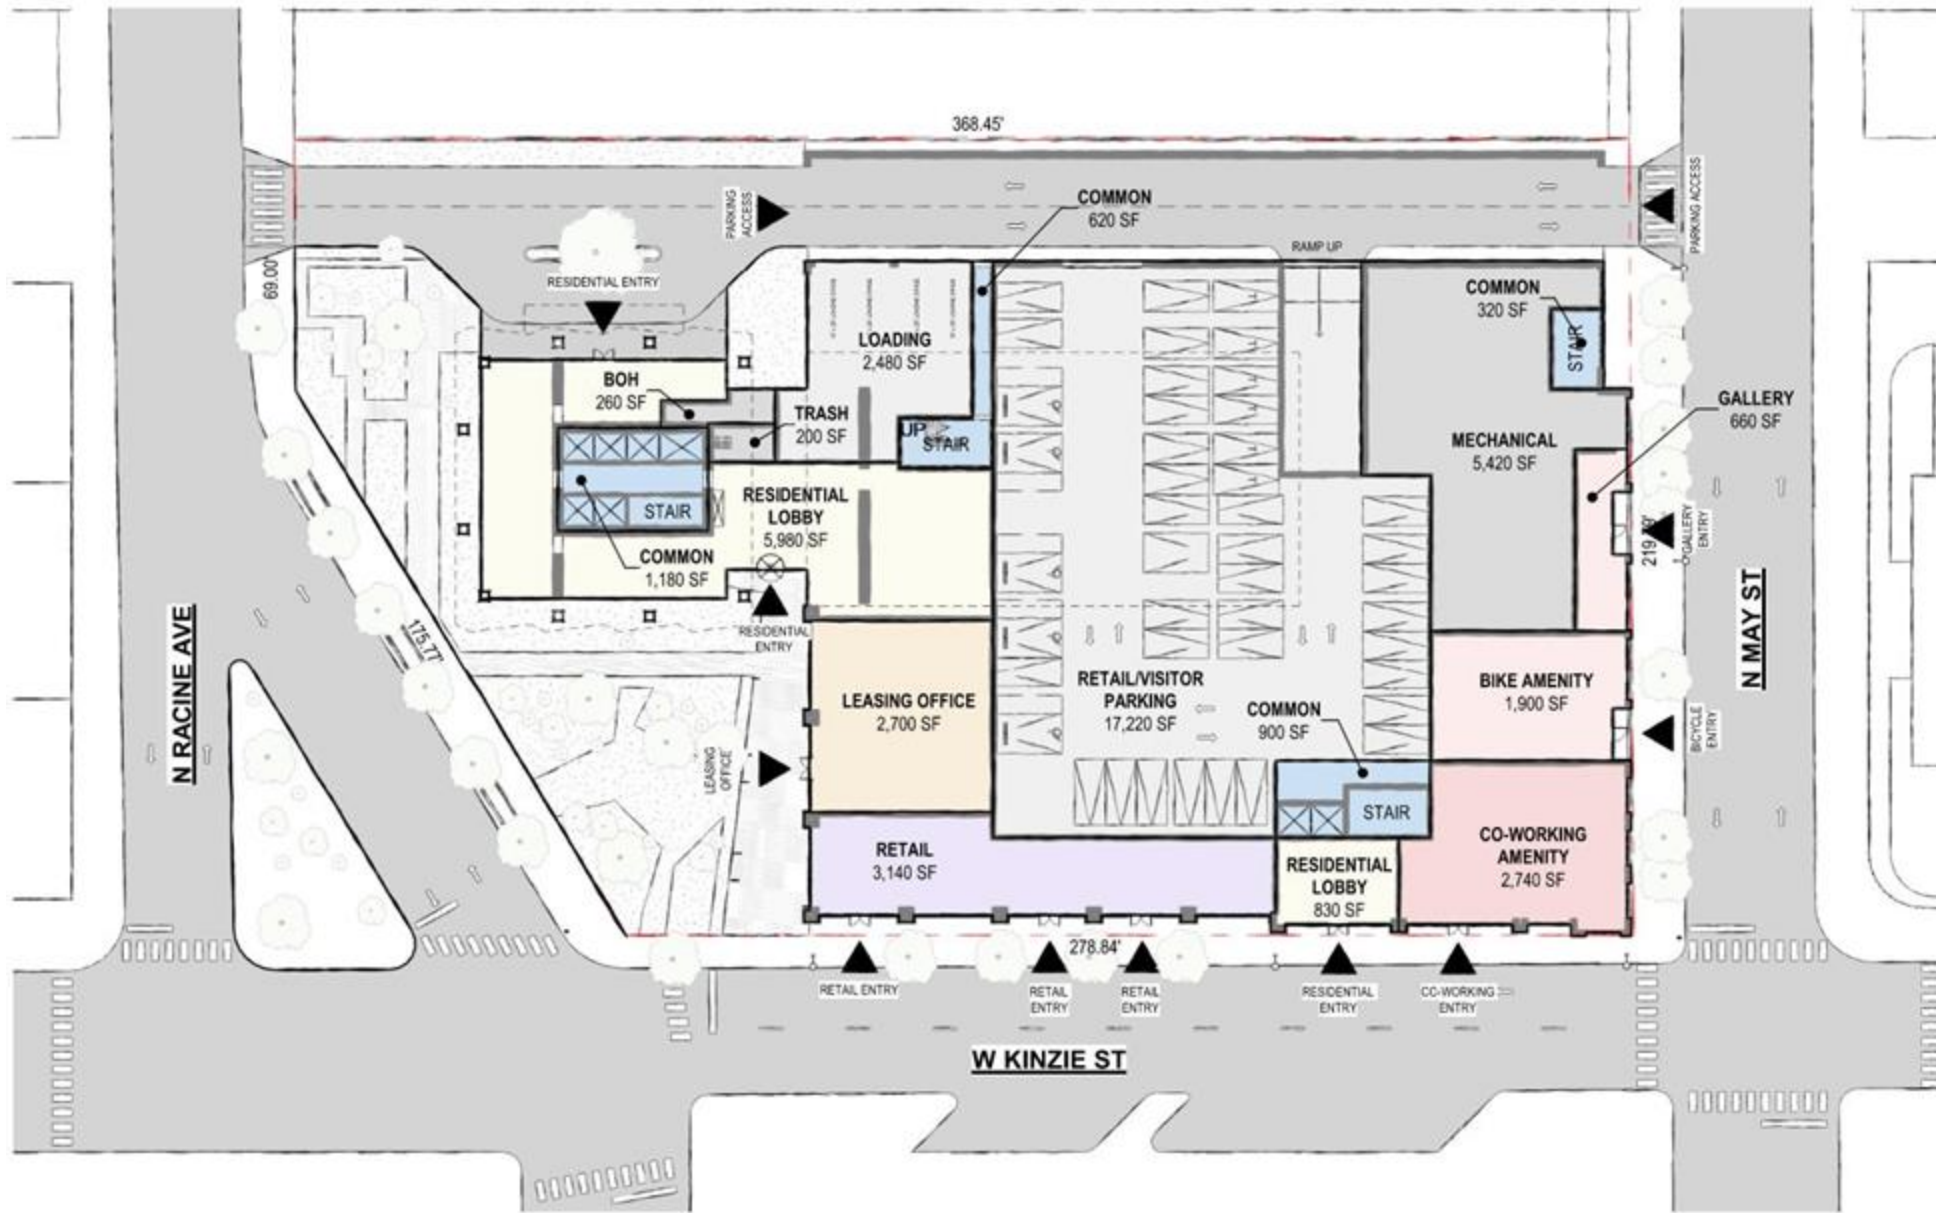 368.45'
PARKING
ACCESS
COMMON
620 SF
PARKING ACCESS
RAMP UP
69.00'
RESIDENTIAL ENTRY
LOADING
2,480 SF
COMMON
320 SF
STAIR
BOH
260 SF
TRASH
200 SF
UP
STAIR
GALLERY
660 SF
MECHANICAL
5,420 SF
STAIR
RESIDENTIAL
LOBBY
5,980 SF
COMMON
1,180 SF
GALLERY
ENTRY
RESIDENTIAL
ENTRY
175.77'
N RACINE AVE
N MAY ST
LEASING OFFICE
2,700 SF
RETAIL/VISITOR
PARKING
17,220 SF
COMMON
900 SF
BIKE AMENITY
1,900 SF
BICYCLE
ENTRY
LEASING
OFFICE
STAIR
RETAIL
3,140 SF
RESIDENTIAL
LOBBY
830 SF
CO-WORKING
AMENITY
2,740 SF
278.84'
RETAIL ENTRY
RETAIL
ENTRY
RETAIL
ENTRY
RESIDENTIAL
ENTRY
CO-WORKING
ENTRY
W KINZIE ST